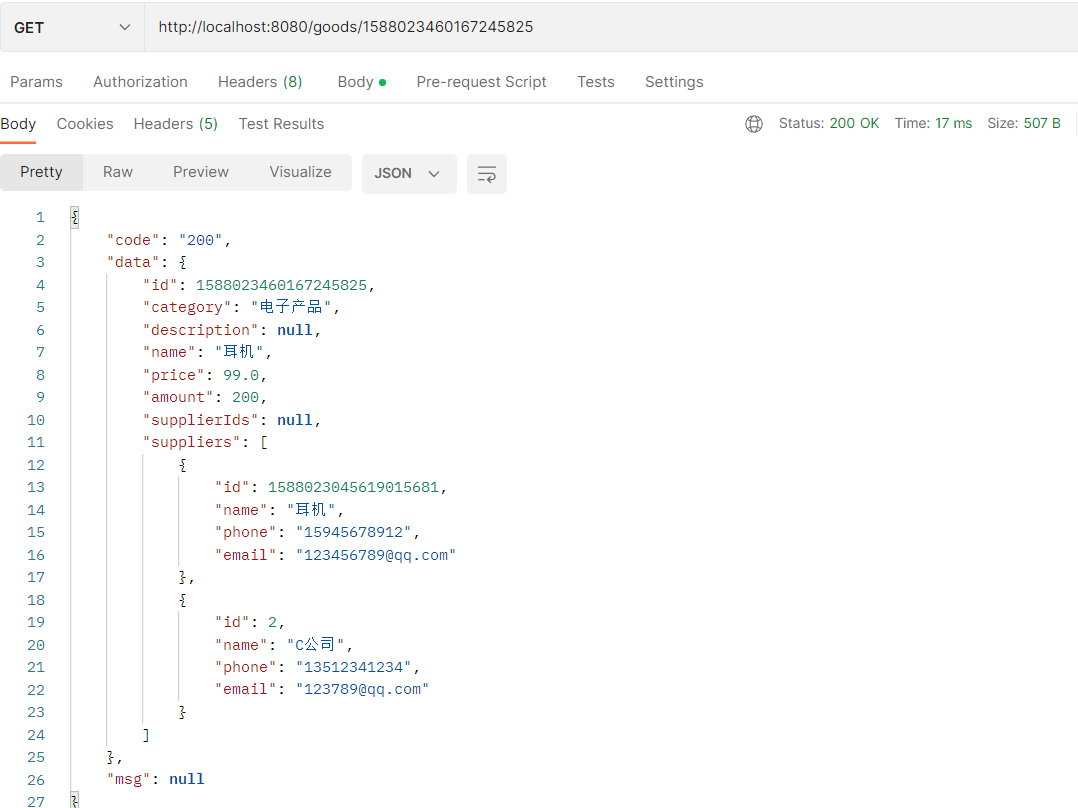 GET http://localhost:8080/goods/1588023460167245825
Params Authorization Headers (8) Body Pre-request Script Tests Settings
Body Cookies Headers (5) Test Results Status: 200 OK Time: 17 ms Size: 507 B
Pretty Raw Preview Visualize JSON
1 {
2 "code": "200",
3 "data": {
4 "id": 1588023460167245825,
5 "category": "电子产品",
6 "description": null,
7 "name": "耳机",
8 "price": 99.0,
9 "amount": 200,
10 "supplierIds": null,
11 "suppliers": [
12 {
13 "id": 1588023045619015681,
14 "name": "耳机",
15 "phone": "15945678912",
16 "email": "123456789@qq.com"
17 },
18 {
19 "id": 2,
20 "name": "C公司",
21 "phone": "13512341234",
22 "email": "123789@qq.com"
23 }
24 ]
25 },
26 "msg": null
27 }